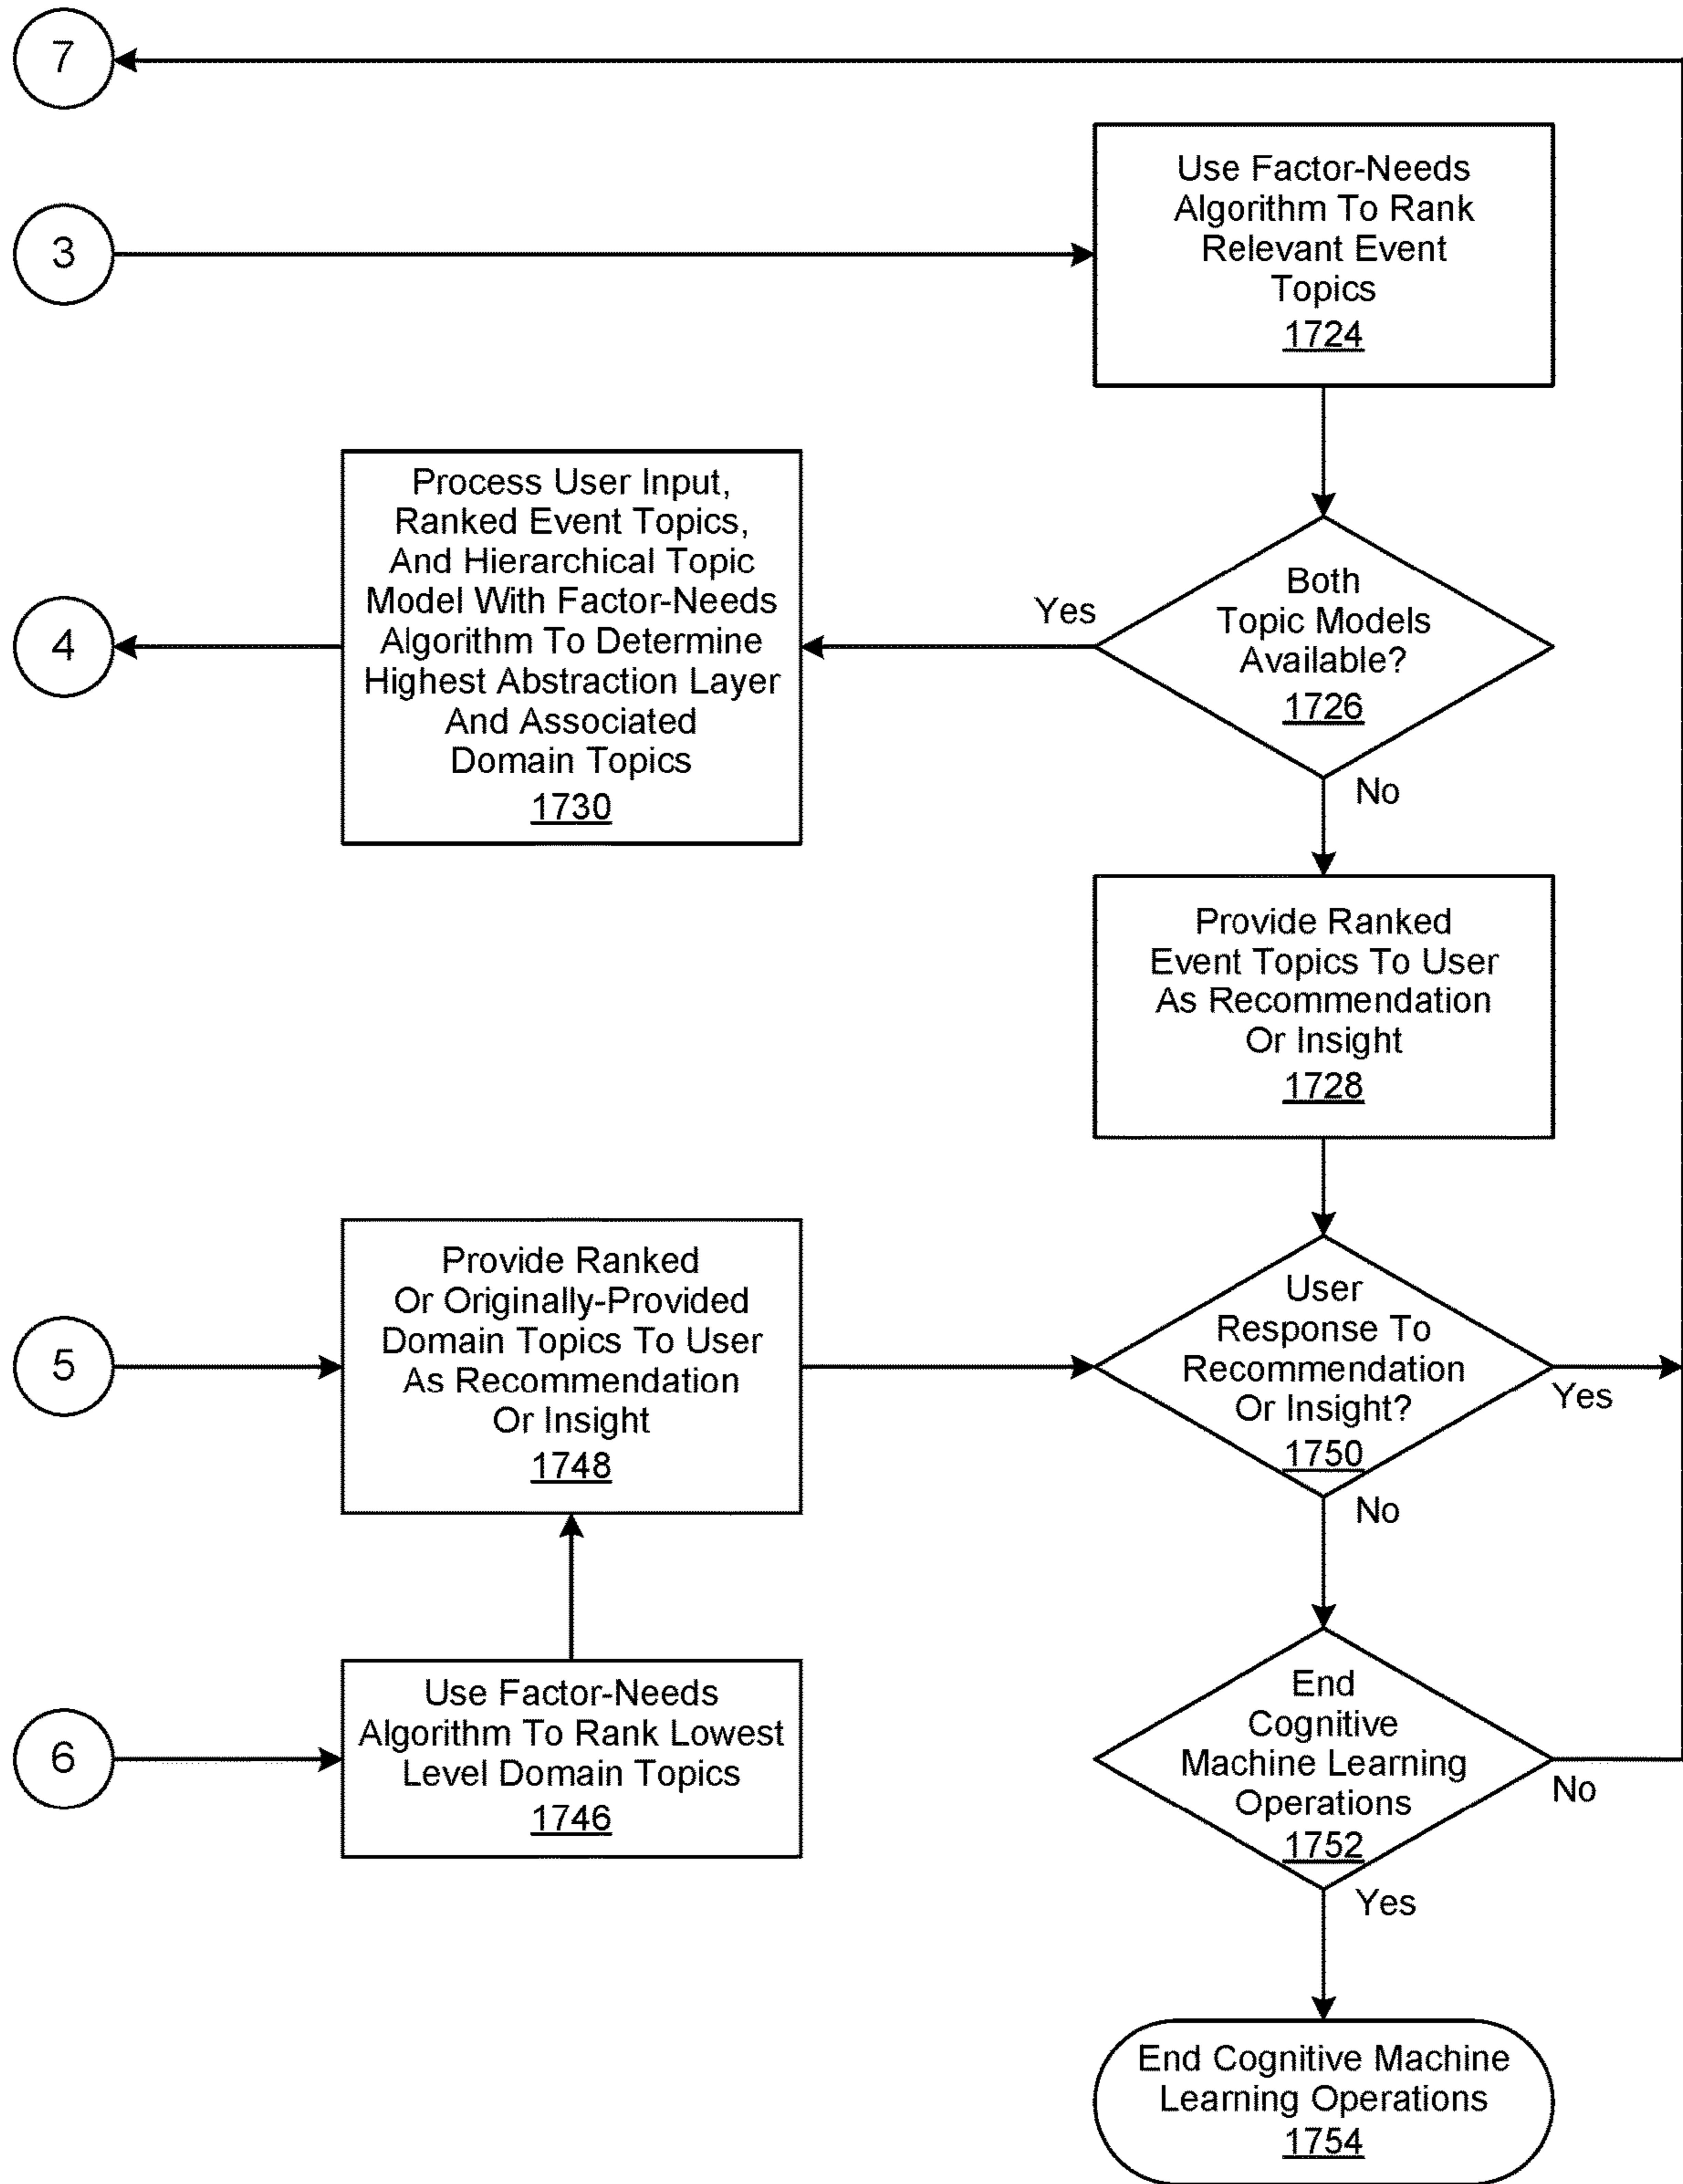 7
3
Use Factor-Needs
Algorithm To Rank
Relevant Event
Topics
1724
4
Process User Input,
Ranked Event Topics,
And Hierarchical Topic
Model With Factor-Needs
Algorithm To Determine
Highest Abstraction Layer
And Associated
Domain Topics
1730
Yes
Both
Topic Models
Available?
1726
No
Provide Ranked
Event Topics To User
As Recommendation
Or Insight
1728
5
Provide Ranked
Or Originally-Provided
Domain Topics To User
As Recommendation
Or Insight
1748
User
Response To
Recommendation
Or Insight?
1750
Yes
No
6
Use Factor-Needs
Algorithm To Rank Lowest
Level Domain Topics
1746
End
Cognitive
Machine Learning
Operations
1752
No
Yes
End Cognitive Machine
Learning Operations
1754